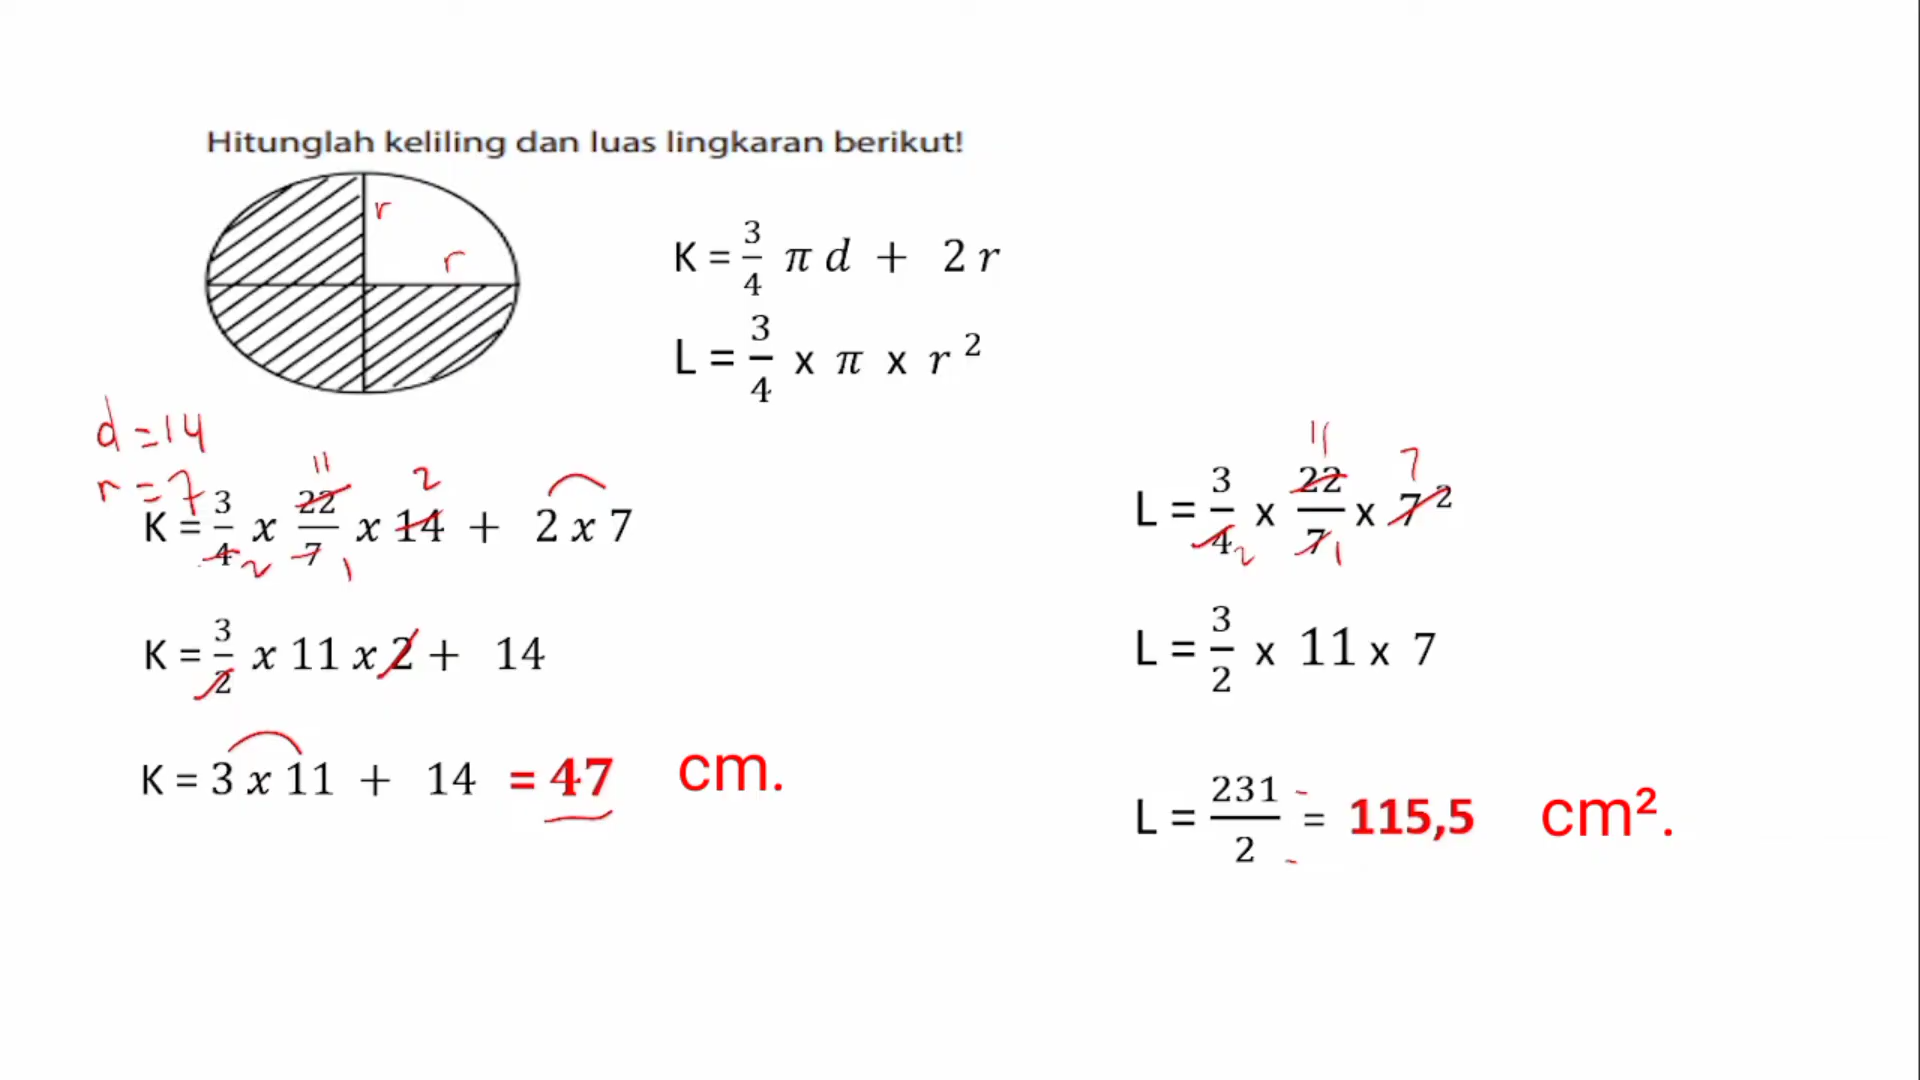 Hitunglah keliling dan luas lingkaran berikut!
r
r
K = 3/4 π d + 2 r
L = 3/4 x π x r ²
d = 14
r = 7
11
2
K = 3/4 x 22/7 x 14 + 2 x 7
2
1
K = 3/2 x 11 x 2 + 14
K = 3 x 11 + 14 = 47 cm.
11
7
L = 3/4 x 22/7 x 7 ²
2
1
L = 3/2 x 11 x 7
L = 231/2 = 115,5 cm².